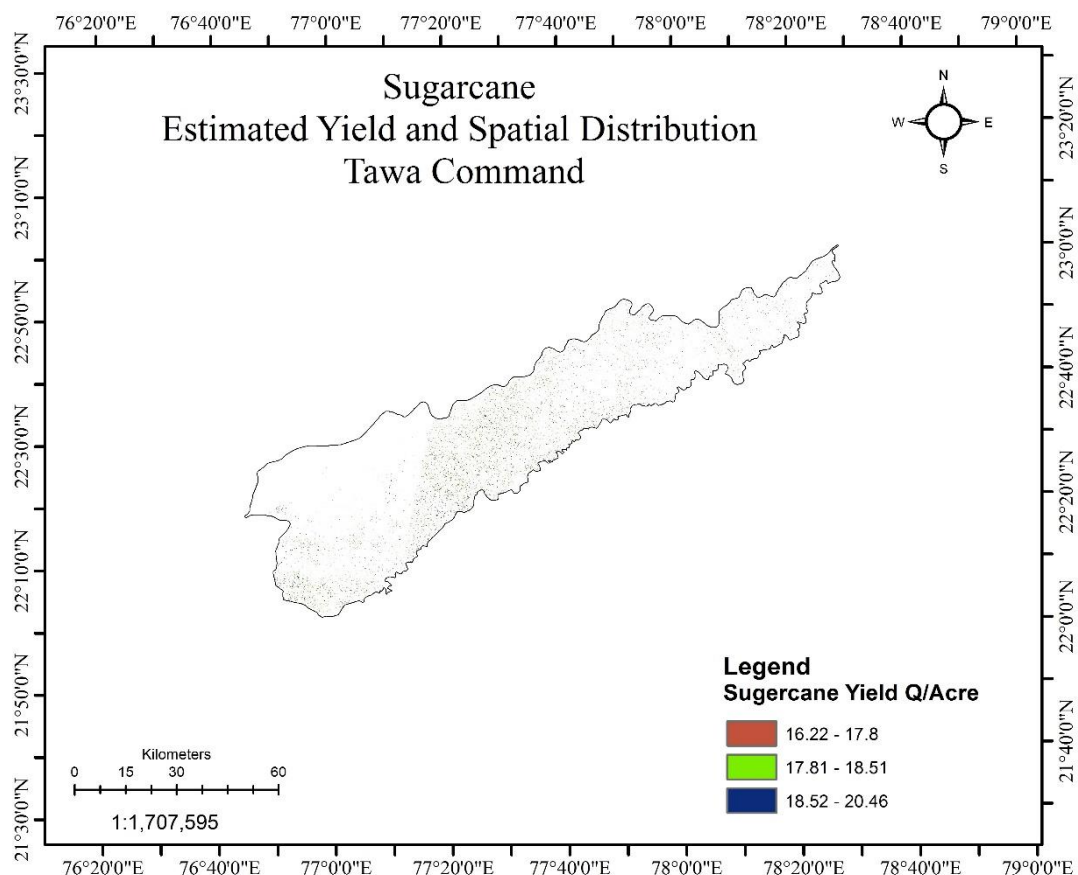 76°20'0"E 76°40'0"E 77°0'0"E 77°20'0"E 77°40'0"E 78°0'0"E 78°20'0"E 78°40'0"E 79°0'0"E
Sugarcane
Estimated Yield and Spatial Distribution
Tawa Command
N
W E
S
23°30'0"N
23°10'0"N
22°50'0"N
22°30'0"N
22°10'0"N
21°50'0"N
21°30'0"N
23°20'0"N
23°0'0"N
22°40'0"N
22°20'0"N
22°0'0"N
21°40'0"N
Legend
Sugercane Yield Q/Acre
16.22 - 17.8
17.81 - 18.51
18.52 - 20.46
Kilometers
0 15 30 60
1:1,707,595
76°20'0"E 76°40'0"E 77°0'0"E 77°20'0"E 77°40'0"E 78°0'0"E 78°20'0"E 78°40'0"E 79°0'0"E